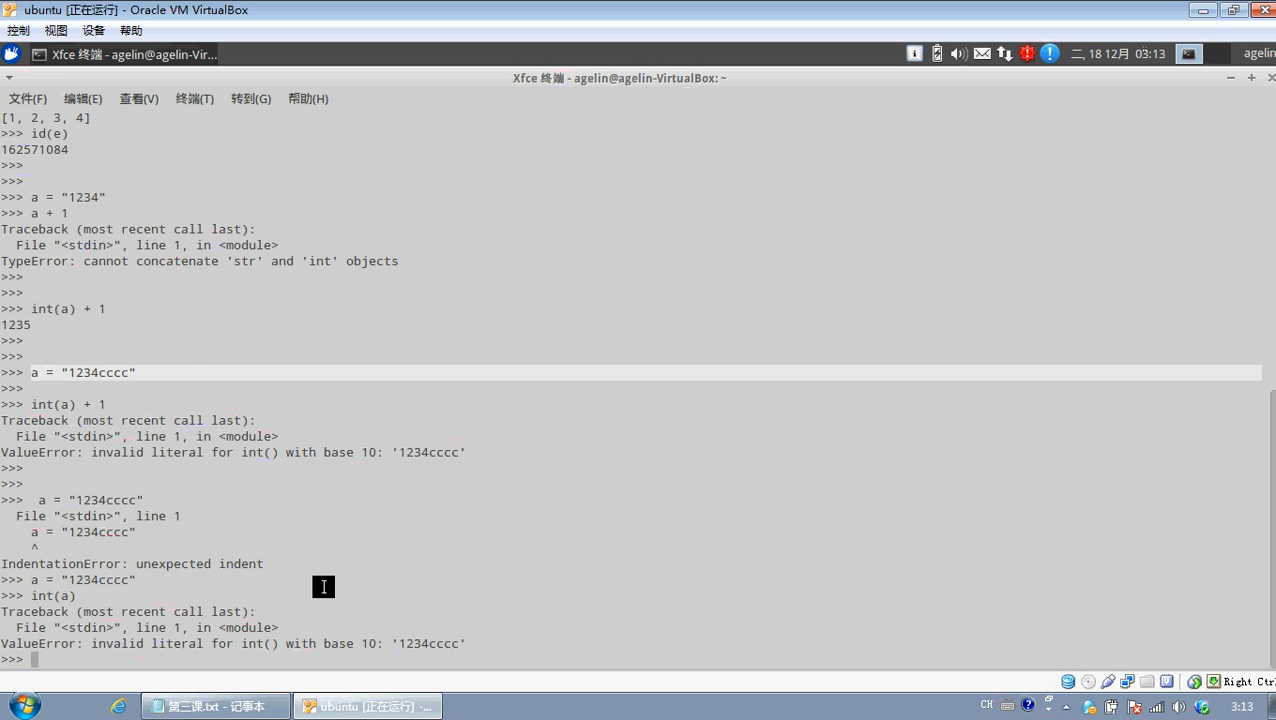 ubuntu [正在运行] - Oracle VM VirtualBox
控制 视图 设备 帮助
Xfce 终端 - agelin@agelin-Vir... 二, 18 12月 03:13 agelin
Xfce 终端 - agelin@agelin-VirtualBox: ~
文件(F) 编辑(E) 查看(V) 终端(T) 转到(G) 帮助(H)
[1, 2, 3, 4]
>>> id(e)
162571084
>>>
>>>
>>> a = "1234"
>>> a + 1
Traceback (most recent call last):
  File "<stdin>", line 1, in <module>
TypeError: cannot concatenate 'str' and 'int' objects
>>>
>>>
>>> int(a) + 1
1235
>>>
>>>
>>> a = "1234cccc"
>>>
>>> int(a) + 1
Traceback (most recent call last):
  File "<stdin>", line 1, in <module>
ValueError: invalid literal for int() with base 10: '1234cccc'
>>>
>>>
>>>  a = "1234cccc"
  File "<stdin>", line 1
    a = "1234cccc"
    ^
IndentationError: unexpected indent
>>> a = "1234cccc"
>>> int(a)
Traceback (most recent call last):
  File "<stdin>", line 1, in <module>
ValueError: invalid literal for int() with base 10: '1234cccc'
>>>
Right Ctrl
第三课.txt - 记事本 ubuntu [正在运行] -... CH 3:13